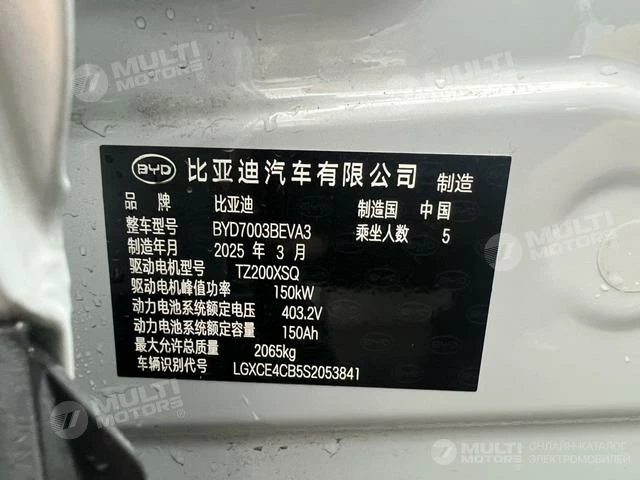 BYD 比亚迪汽车有限公司 制造
品牌 比亚迪 制造国 中国
整车型号 BYD7003BEVA3 乘坐人数 5
制造年月 2025 年 3 月
驱动电机型号 TZ200XSQ
驱动电机峰值功率 150kW
动力电池系统额定电压 403.2V
动力电池系统额定容量 150Ah
最大允许总质量 2065kg
车辆识别代号 LGXCE4CB5S2053841
MULTI MOTORS
MULTI MOTORS
MULTI MOTORS
MULTI MOTORS ОНЛАЙН-КАТАЛОГ ЭЛЕКТРОМОБИЛЕЙ